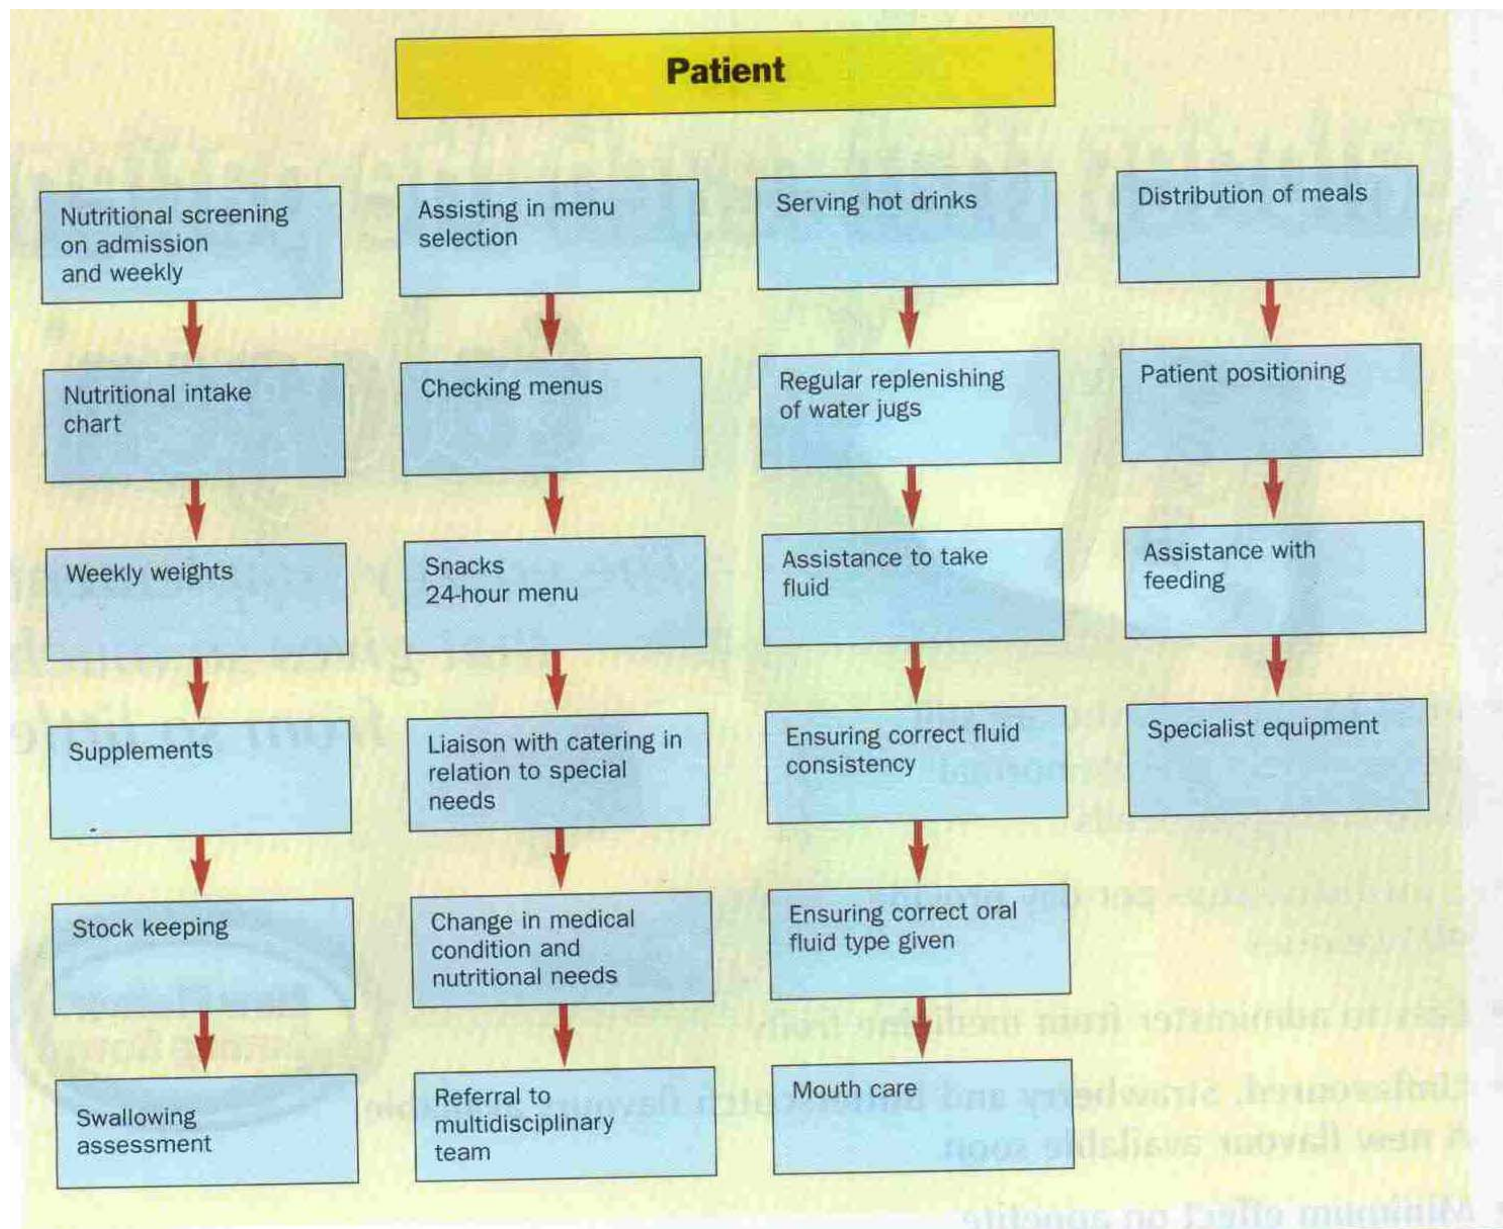 Patient
Nutritional screening
on admission
and weekly
Nutritional intake
chart
Weekly weights
Supplements
Stock keeping
Swallowing
assessment
Assisting in menu
selection
Checking menus
Snacks
24-hour menu
Liaison with catering in
relation to special
needs
Change in medical
condition and
nutritional needs
Referral to
multidisciplinary
team
Serving hot drinks
Regular replenishing
of water jugs
Assistance to take
fluid
Ensuring correct fluid
consistency
Ensuring correct oral
fluid type given
Mouth care
Distribution of meals
Patient positioning
Assistance with
feeding
Specialist equipment